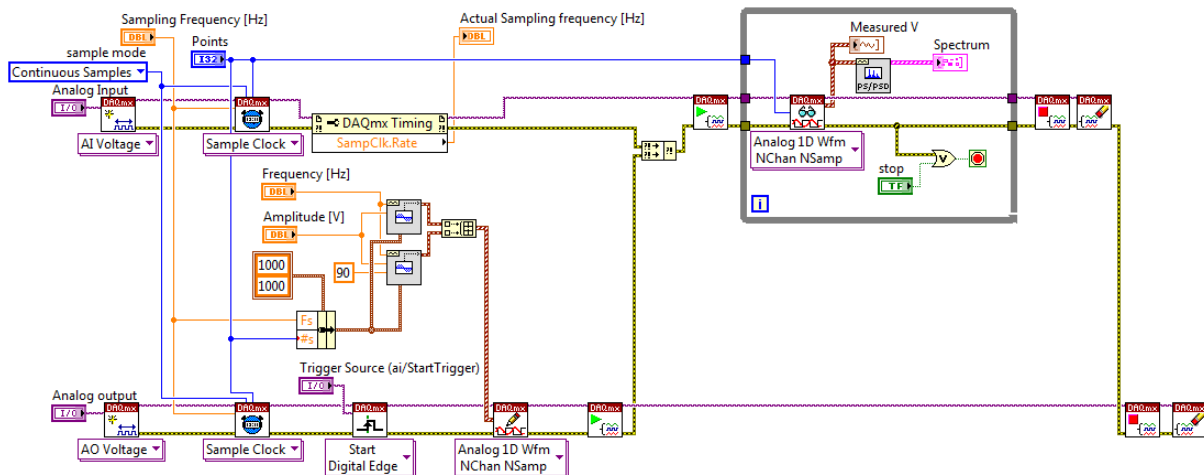 Sampling Frequency [Hz]
DBL
sample mode
Continuous Samples
Points
I32
Actual Sampling frequency [Hz]
DBL
Analog Input
I/O
DAQmx
AI Voltage
DAQmx
Sample Clock
DAQmx Timing
SampClk.Rate
DAQmx
Measured V
Spectrum
PS/PSD
DAQmx
Analog 1D Wfm
NChan NSamp
stop
TF
i
DAQmx
DAQmx
Frequency [Hz]
DBL
Amplitude [V]
DBL
90
1000
1000
Fs
#s
Trigger Source (ai/StartTrigger)
I/O
Analog output
I/O
DAQmx
AO Voltage
DAQmx
Sample Clock
DAQmx
Start
Digital Edge
DAQmx
Analog 1D Wfm
NChan NSamp
DAQmx
DAQmx
DAQmx